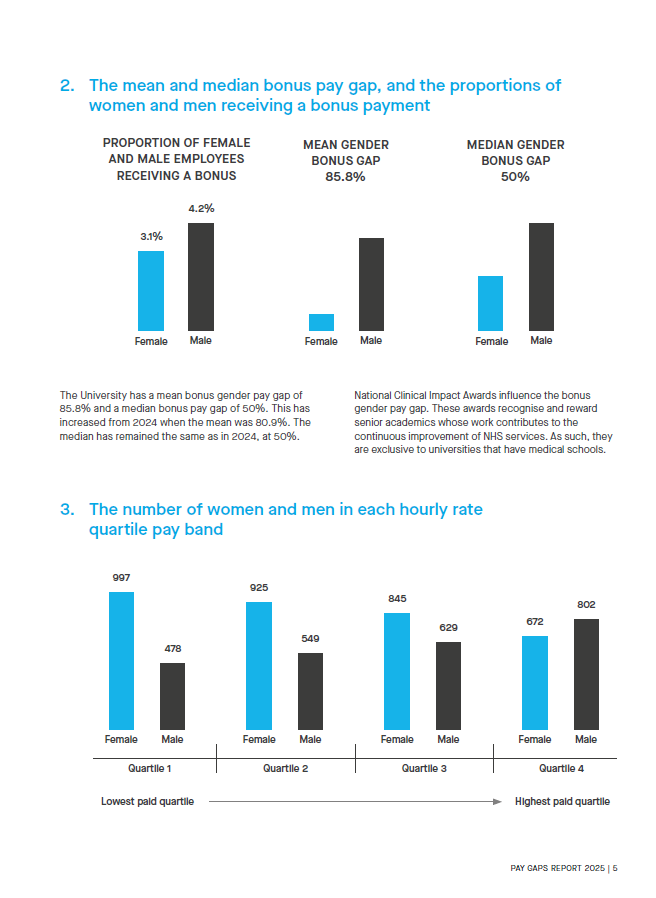 2. The mean and median bonus pay gap, and the proportions of
women and men receiving a bonus payment
PROPORTION OF FEMALE
AND MALE EMPLOYEES
RECEIVING A BONUS
4.2%
3.1%
Female Male
MEAN GENDER
BONUS GAP
85.8%
Female Male
MEDIAN GENDER
BONUS GAP
50%
Female Male
The University has a mean bonus gender pay gap of
85.8% and a median bonus pay gap of 50%. This has
increased from 2024 when the mean was 80.9%. The
median has remained the same as in 2024, at 50%.
National Clinical Impact Awards influence the bonus
gender pay gap. These awards recognise and reward
senior academics whose work contributes to the
continuous improvement of NHS services. As such, they
are exclusive to universities that have medical schools.
3. The number of women and men in each hourly rate
quartile pay band
997
478
925
549
845
629
672
802
Female Male Female Male Female Male Female Male
Quartile 1 Quartile 2 Quartile 3 Quartile 4
Lowest paid quartile Highest paid quartile
PAY GAPS REPORT 2025 | 5